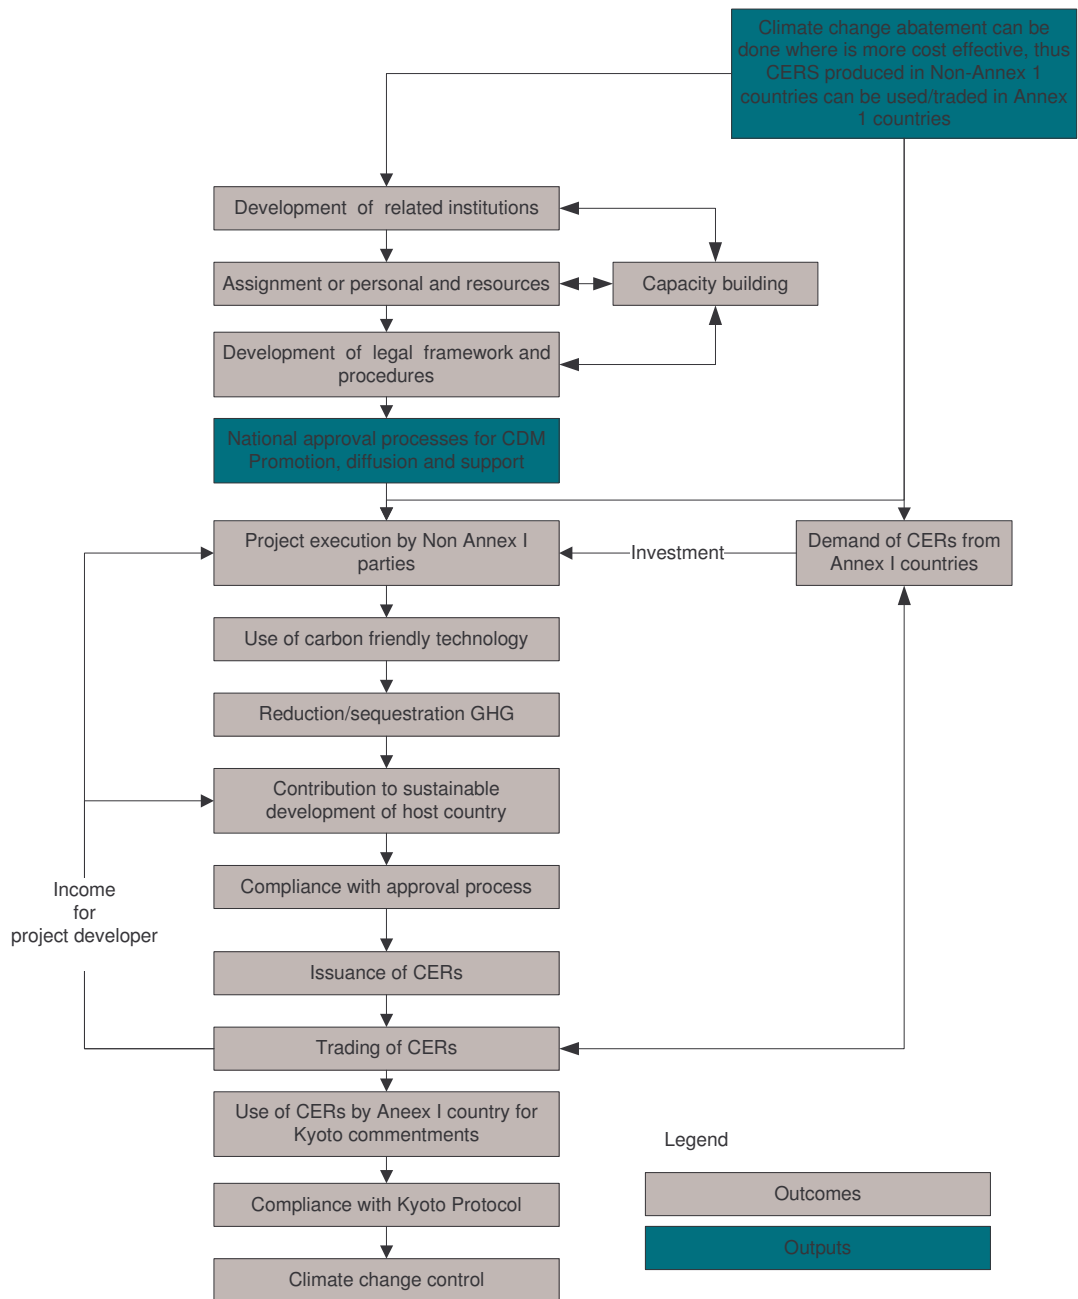 Climate change abatement can be
done where is more cost effective, thus
CERS produced in Non-Annex 1
countries can be used/traded in Annex
1 countries
Development of related institutions
Assignment or personal and resources
Capacity building
Development of legal framework and
procedures
National approval processes for CDM
Promotion, diffusion and support
Project execution by Non Annex I
parties
Investment
Demand of CERs from
Annex I countries
Use of carbon friendly technology
Reduction/sequestration GHG
Contribution to sustainable
development of host country
Compliance with approval process
Income
for
project developer
Issuance of CERs
Trading of CERs
Use of CERs by Aneex I country for
Kyoto commentments
Compliance with Kyoto Protocol
Climate change control
Legend
Outcomes
Outputs